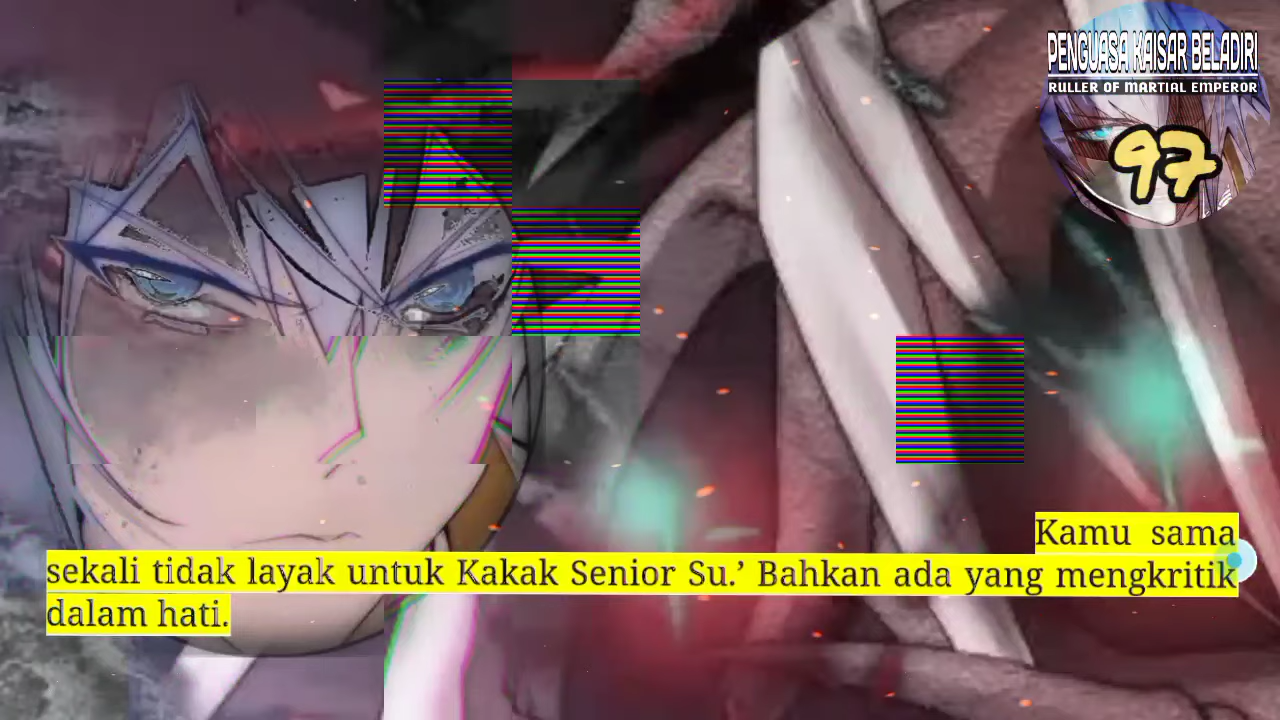 PENGUASA KAISAR BELADIRI
RULLER OF MARTIAL EMPEROR
97
Kamu sama
sekali tidak layak untuk Kakak Senior Su.’ Bahkan ada yang mengkritik
dalam hati.